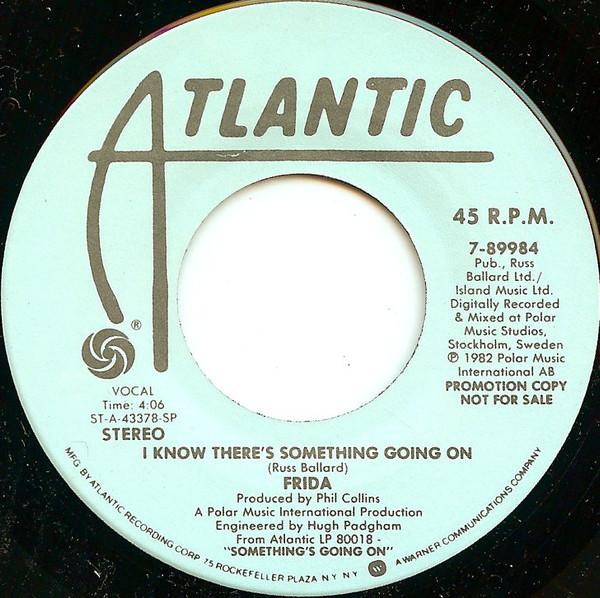 ATLANTIC
45 R.P.M.
7-89984
Pub., Russ
Ballard Ltd./
Island Music Ltd.
Digitally Recorded
& Mixed at Polar
Music Studios,
Stockholm, Sweden
℗ 1982 Polar Music
International AB
PROMOTION COPY
NOT FOR SALE
®
VOCAL
Time: 4:06
ST-A-43378-SP
STEREO
I KNOW THERE'S SOMETHING GOING ON
(Russ Ballard)
FRIDA
Produced by Phil Collins
A Polar Music International Production
Engineered by Hugh Padgham
From Atlantic LP 80018 -
"SOMETHING'S GOING ON"
MFG. BY ATLANTIC RECORDING CORP. 75 ROCKEFELLER PLAZA N.Y. N.Y. W A WARNER COMMUNICATIONS COMPANY